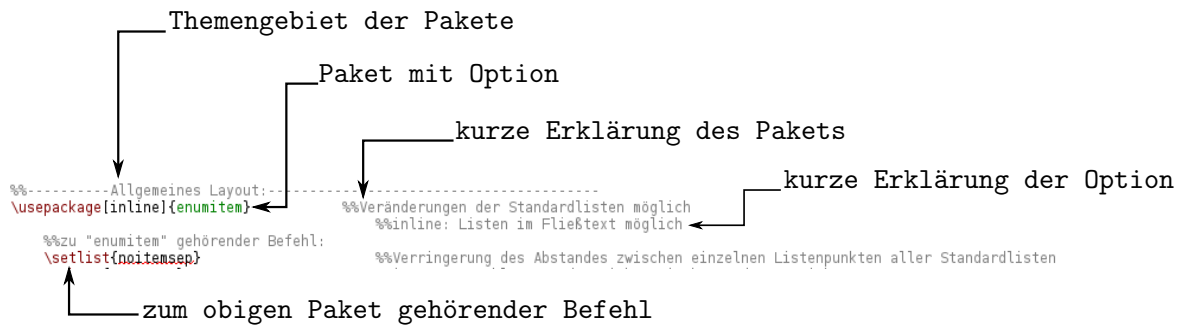 Themengebiet der Pakete
Paket mit Option
kurze Erklärung des Pakets
kurze Erklärung der Option
%%----------Allgemeines Layout:----------------------------------------
\usepackage[inline]{enumitem} %%Veränderungen der Standardlisten möglich
%%inline: Listen im Fließtext möglich
%%zu "enumitem" gehörender Befehl:
\setlist{noitemsep} %%Verringerung des Abstandes zwischen einzelnen Listenpunkten aller Standardlisten
zum obigen Paket gehörender Befehl